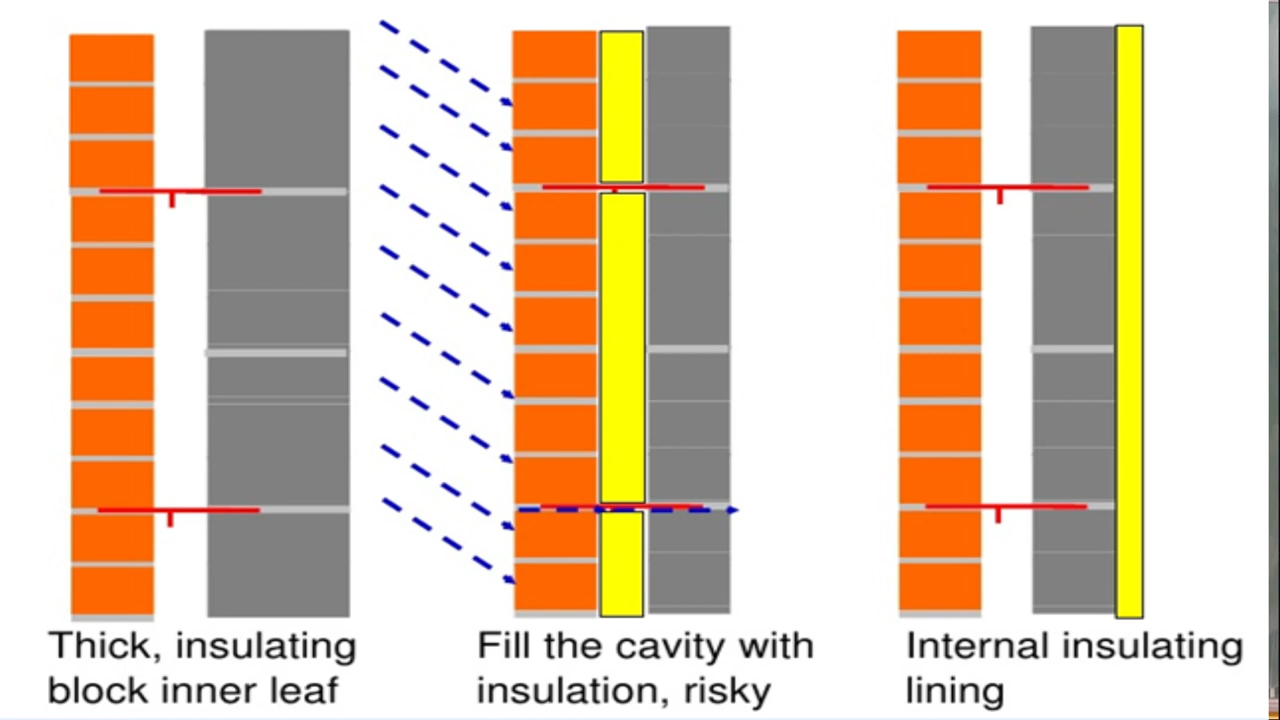 Thick, insulating
block inner leaf
Fill the cavity with
insulation, risky
Internal insulating
lining